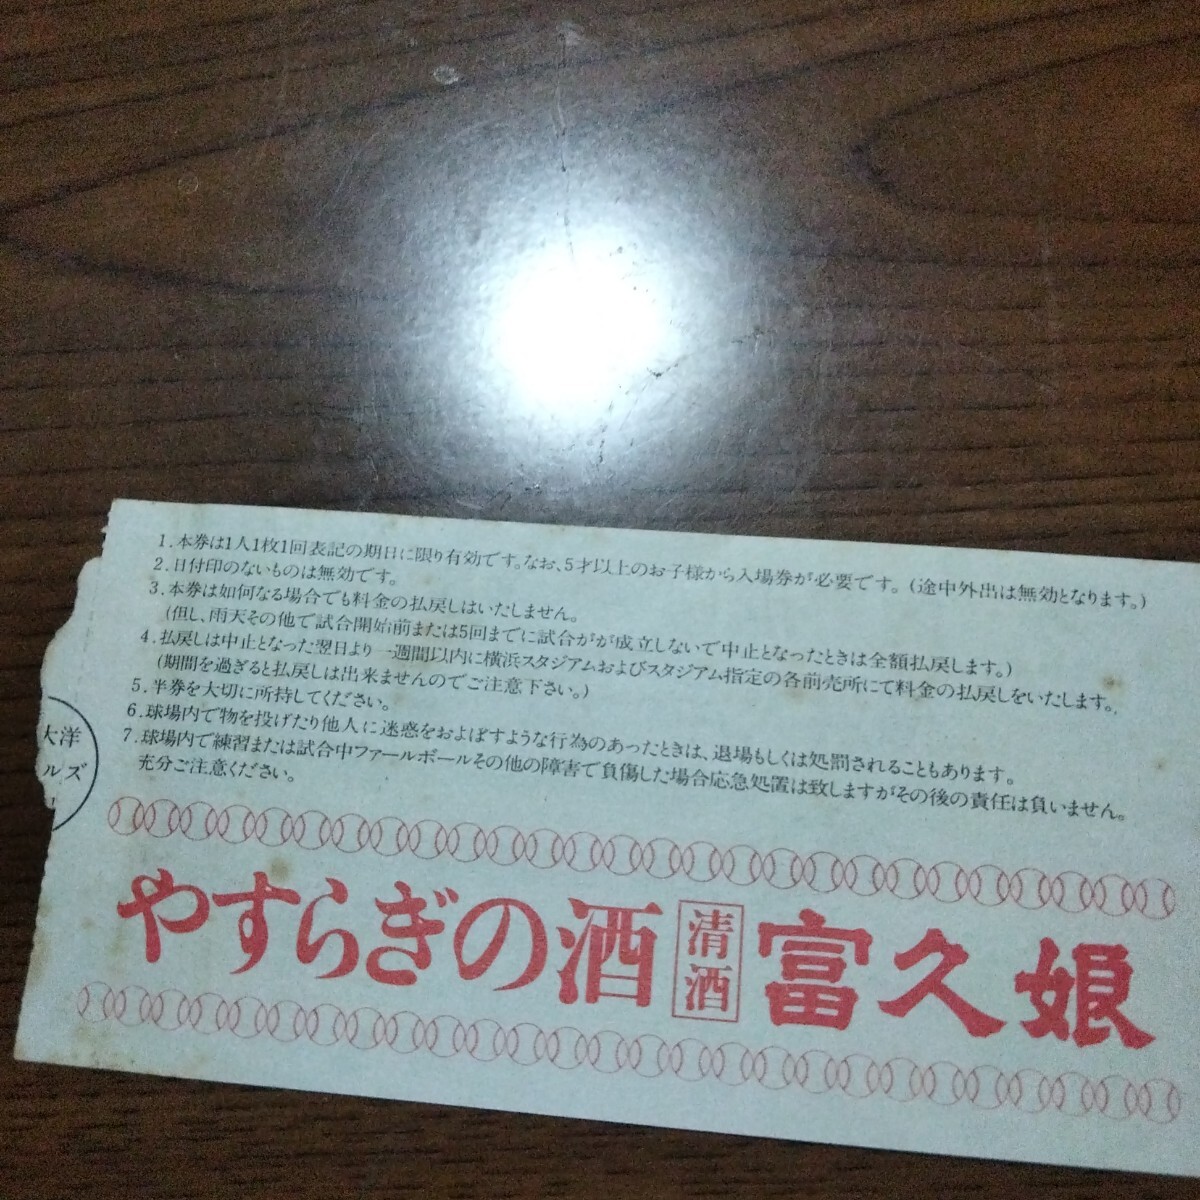 1.本券は1人1枚1回表記の期日に限り有効です。なお、5才以上のお子様から入場券が必要です。(途中外出は無効となります。)
2.日付印のないものは無効です。
3.本券は如何なる場合でも料金の払戻しはいたしません。
(但し、雨天その他で試合開始前または5回までに試合がが成立しないで中止となったときは全額払戻します。)
4.払戻しは中止となった翌日より一週間以内に横浜スタジアムおよびスタジアム指定の各前売所にて料金の払戻しをいたします。
(期間を過ぎると払戻しは出来ませんのでご注意下さい。)
5.半券を大切に所持してください。
6.球場内で物を投げたり他人に迷惑をおよぼすような行為のあったときは、退場もしくは処罰されることもあります。
7.球場内で練習または試合中ファールボールその他の障害で負傷した場合応急処置は致しますがその後の責任は負いません。
充分ご注意ください。
大洋
ルズ
やすらぎの酒 清酒 富久娘